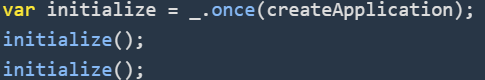 var initialize = _.once(createApplication);
initialize();
initialize();